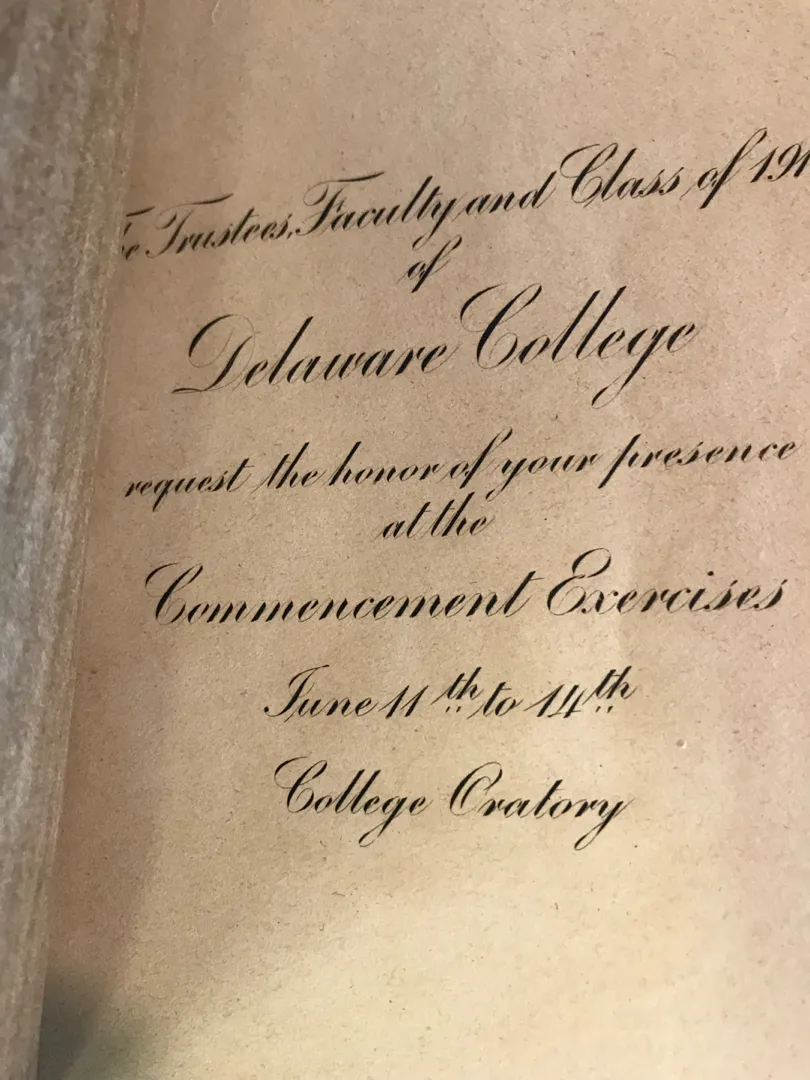 Trustees, Faculty and Class of 191
of
Delaware College
request the honor of your presence
at the
Commencement Exercises
June 11th to 14th
College Oratory